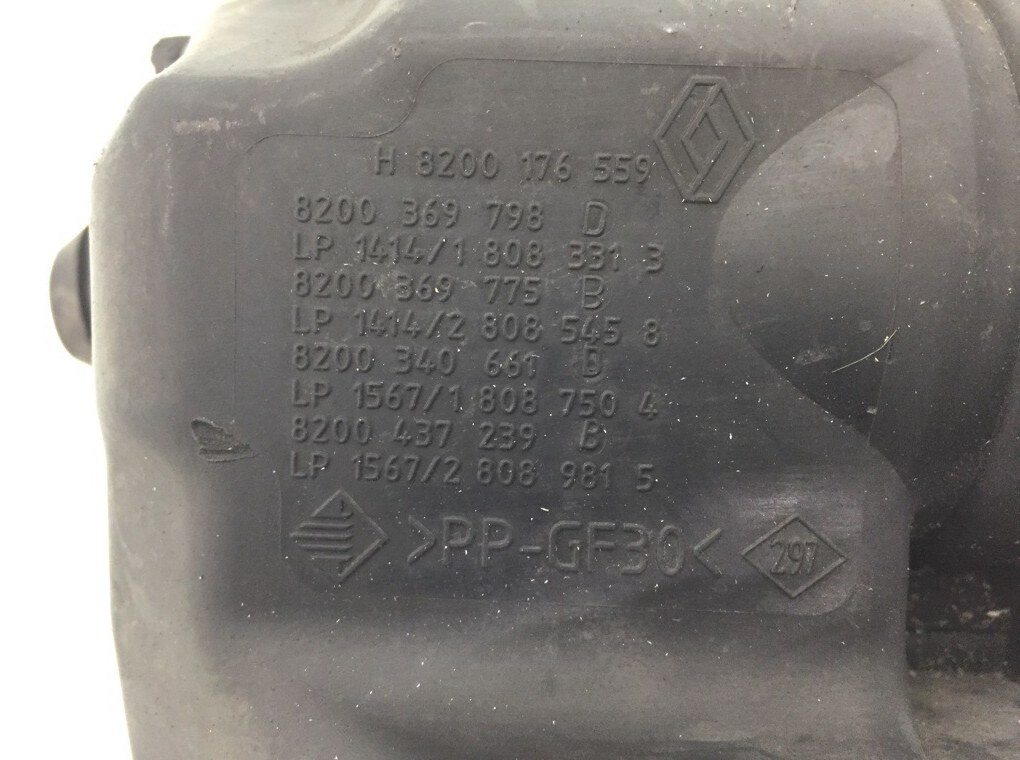 H 8200 176 559
8200 369 798 D
LP 1414/1 808 331 3
8200 369 775 B
LP 1414/2 808 545 8
8200 340 661 D
LP 1567/1 808 750 4
8200 437 239 B
LP 1567/2 808 981 5
>PP-GF30<
297